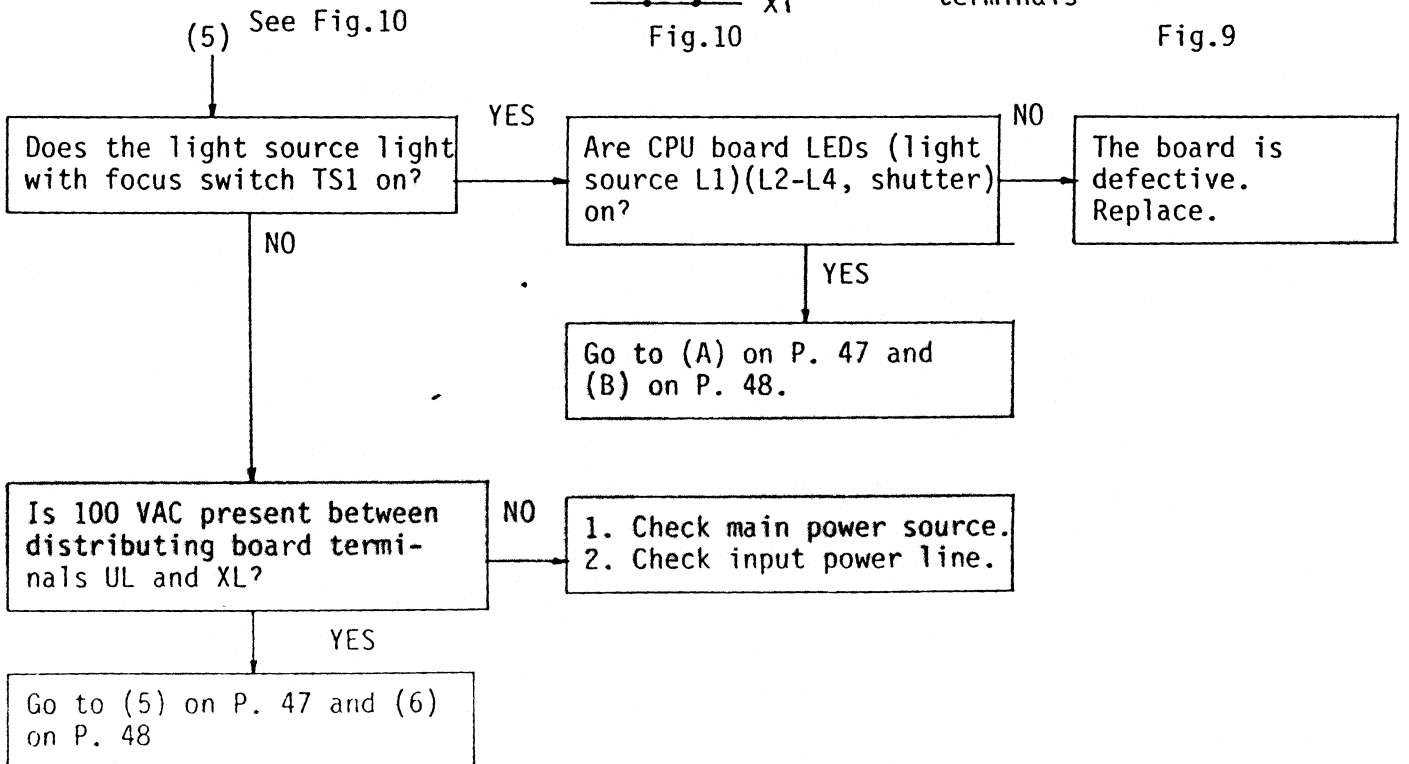 X1
terminals
(5) See Fig.10
Fig.10
Fig.9
Does the light source light
with focus switch TS1 on?
YES
Are CPU board LEDs (light
source L1)(L2-L4, shutter)
on?
NO
The board is
defective.
Replace.
NO
YES
Go to (A) on P. 47 and
(B) on P. 48.
Is 100 VAC present between
distributing board termi-
nals UL and XL?
NO
1. Check main power source.
2. Check input power line.
YES
Go to (5) on P. 47 and (6)
on P. 48